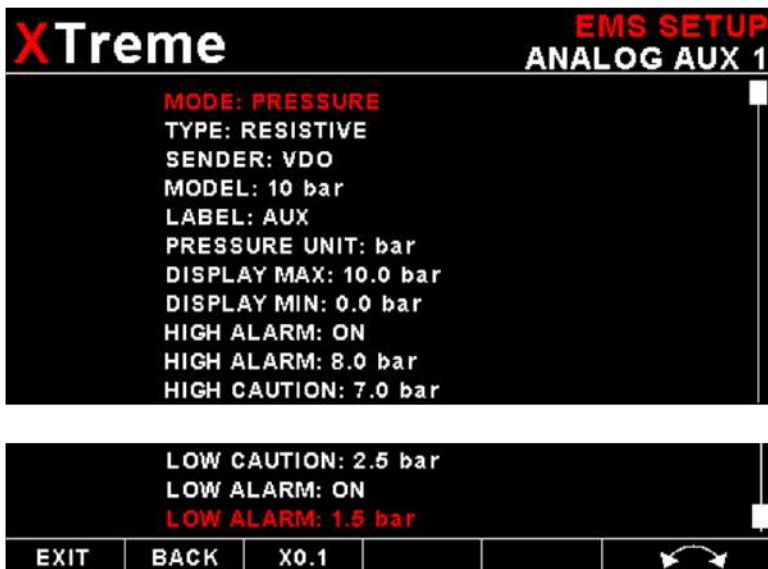 XTreme
EMS SETUP
ANALOG AUX 1
MODE: PRESSURE
TYPE: RESISTIVE
SENDER: VDO
MODEL: 10 bar
LABEL: AUX
PRESSURE UNIT: bar
DISPLAY MAX: 10.0 bar
DISPLAY MIN: 0.0 bar
HIGH ALARM: ON
HIGH ALARM: 8.0 bar
HIGH CAUTION: 7.0 bar
LOW CAUTION: 2.5 bar
LOW ALARM: ON
LOW ALARM: 1.5 bar
EXIT BACK X0.1